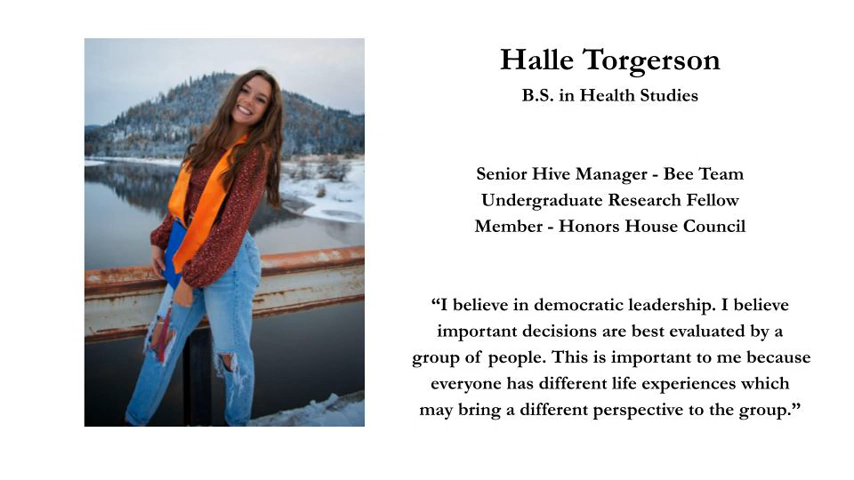 Halle Torgerson
B.S. in Health Studies
Senior Hive Manager - Bee Team
Undergraduate Research Fellow
Member - Honors House Council
“I believe in democratic leadership. I believe
important decisions are best evaluated by a
group of people. This is important to me because
everyone has different life experiences which
may bring a different perspective to the group.”